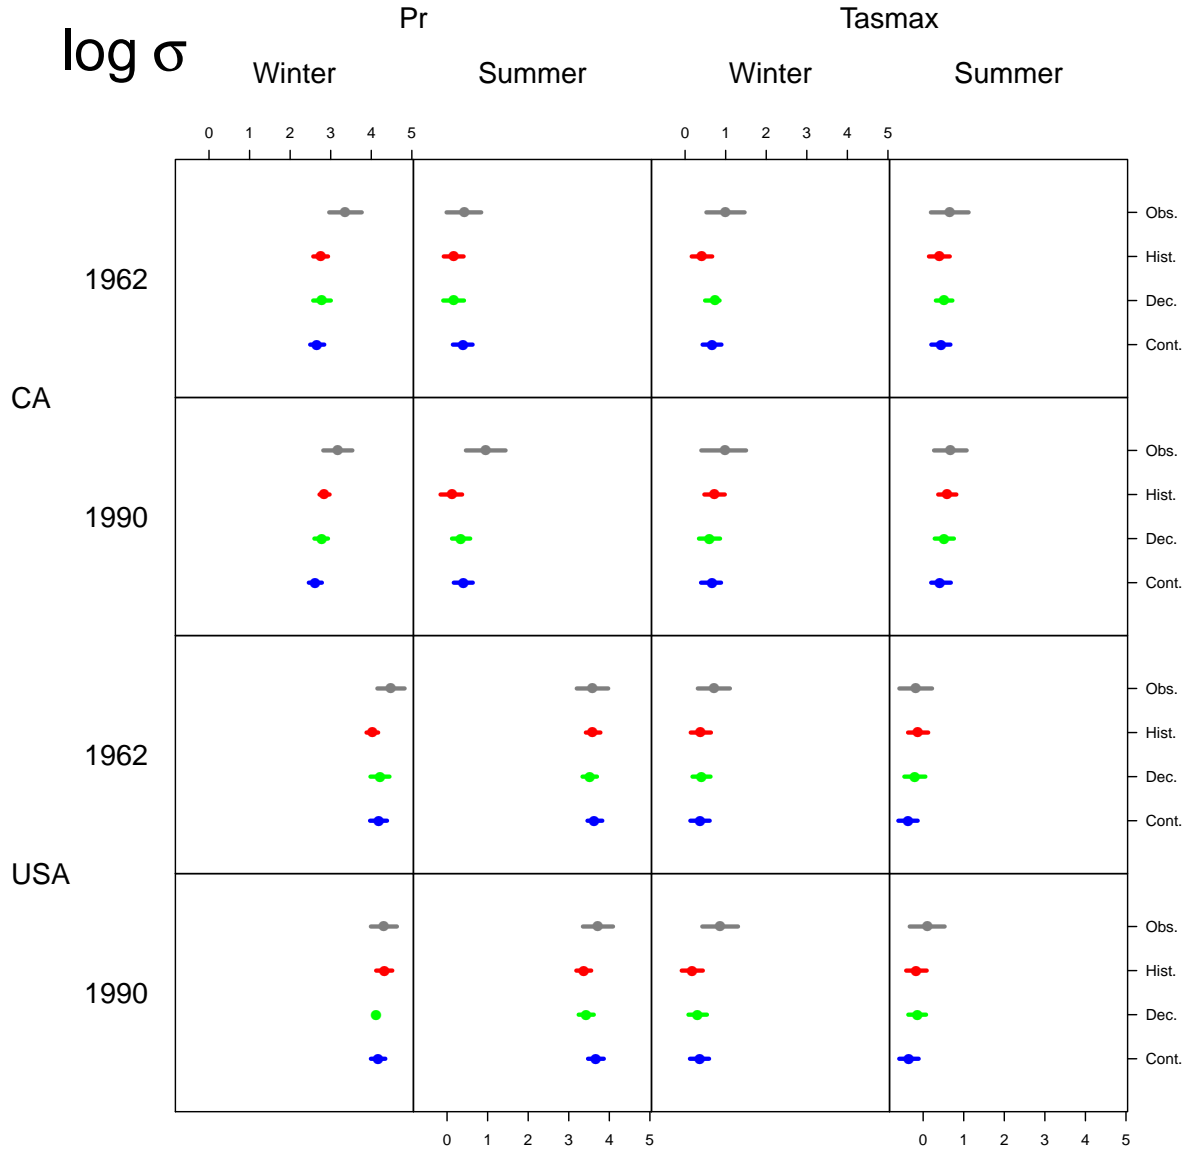 Pr Tasmax
log σ
Winter Summer Winter Summer
0 1 2 3 4 5 0 1 2 3 4 5
Obs.
Hist.
1962
Dec.
Cont.
CA
Obs.
Hist.
1990
Dec.
Cont.
Obs.
Hist.
1962
Dec.
Cont.
USA
Obs.
Hist.
1990
Dec.
Cont.
0 1 2 3 4 5 0 1 2 3 4 5